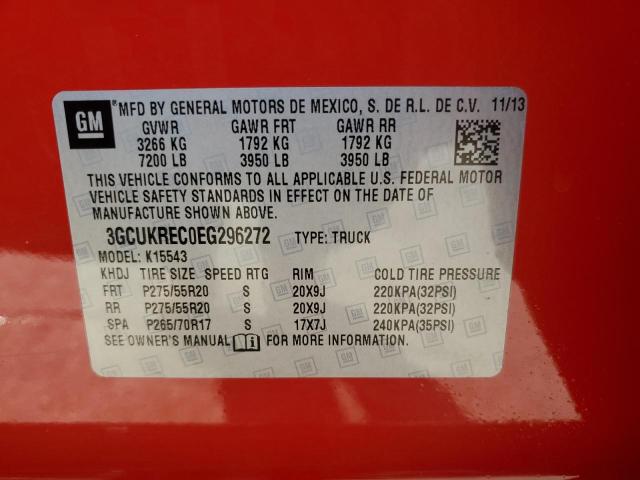 GM ® MFD BY GENERAL MOTORS DE MEXICO, S. DE R.L. DE C.V. 11/13
GVWR GAWR FRT GAWR RR
3266 KG 1792 KG 1792 KG
7200 LB 3950 LB 3950 LB
THIS VEHICLE CONFORMS TO ALL APPLICABLE U.S. FEDERAL MOTOR
VEHICLE SAFETY STANDARDS IN EFFECT ON THE DATE OF
MANUFACTURE SHOWN ABOVE.
3GCUKREC0EG296272 TYPE: TRUCK
MODEL: K15543
KHDJ TIRE SIZE SPEED RTG RIM COLD TIRE PRESSURE
FRT P275/55R20 S 20X9J 220KPA(32PSI)
RR P275/55R20 S 20X9J 220KPA(32PSI)
SPA P265/70R17 S 17X7J 240KPA(35PSI)
SEE OWNER'S MANUAL FOR MORE INFORMATION.